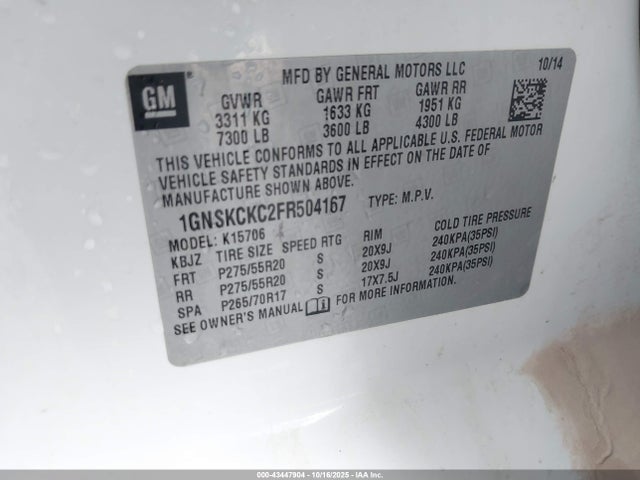 GM
MFD BY GENERAL MOTORS LLC 10/14
GVWR GAWR FRT GAWR RR
3311 KG 1633 KG 1951 KG
7300 LB 3600 LB 4300 LB
THIS VEHICLE CONFORMS TO ALL APPLICABLE U.S. FEDERAL MOTOR
VEHICLE SAFETY STANDARDS IN EFFECT ON THE DATE OF
MANUFACTURE SHOWN ABOVE.
1GNSKCKC2FR504167 TYPE: M.P.V.
MODEL: K15706
KBJZ TIRE SIZE SPEED RTG RIM COLD TIRE PRESSURE
FRT P275/55R20 S 20X9J 240KPA(35PSI)
RR P275/55R20 S 20X9J 240KPA(35PSI)
SPA P265/70R17 S 17X7.5J 240KPA(35PSI)
SEE OWNER'S MANUAL FOR MORE INFORMATION.
000-43447904 - 10/16/2025 - IAA Inc.